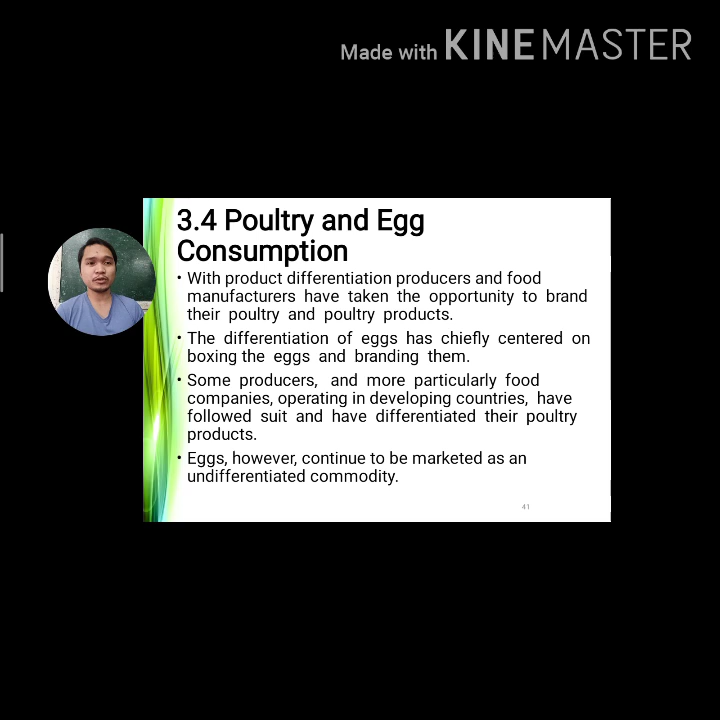 Made with KINEMASTER
3.4 Poultry and Egg
Consumption
• With product differentiation producers and food
manufacturers have taken the opportunity to brand
their poultry and poultry products.
• The differentiation of eggs has chiefly centered on
boxing the eggs and branding them.
• Some producers, and more particularly food
companies, operating in developing countries, have
followed suit and have differentiated their poultry
products.
• Eggs, however, continue to be marketed as an
undifferentiated commodity.
41